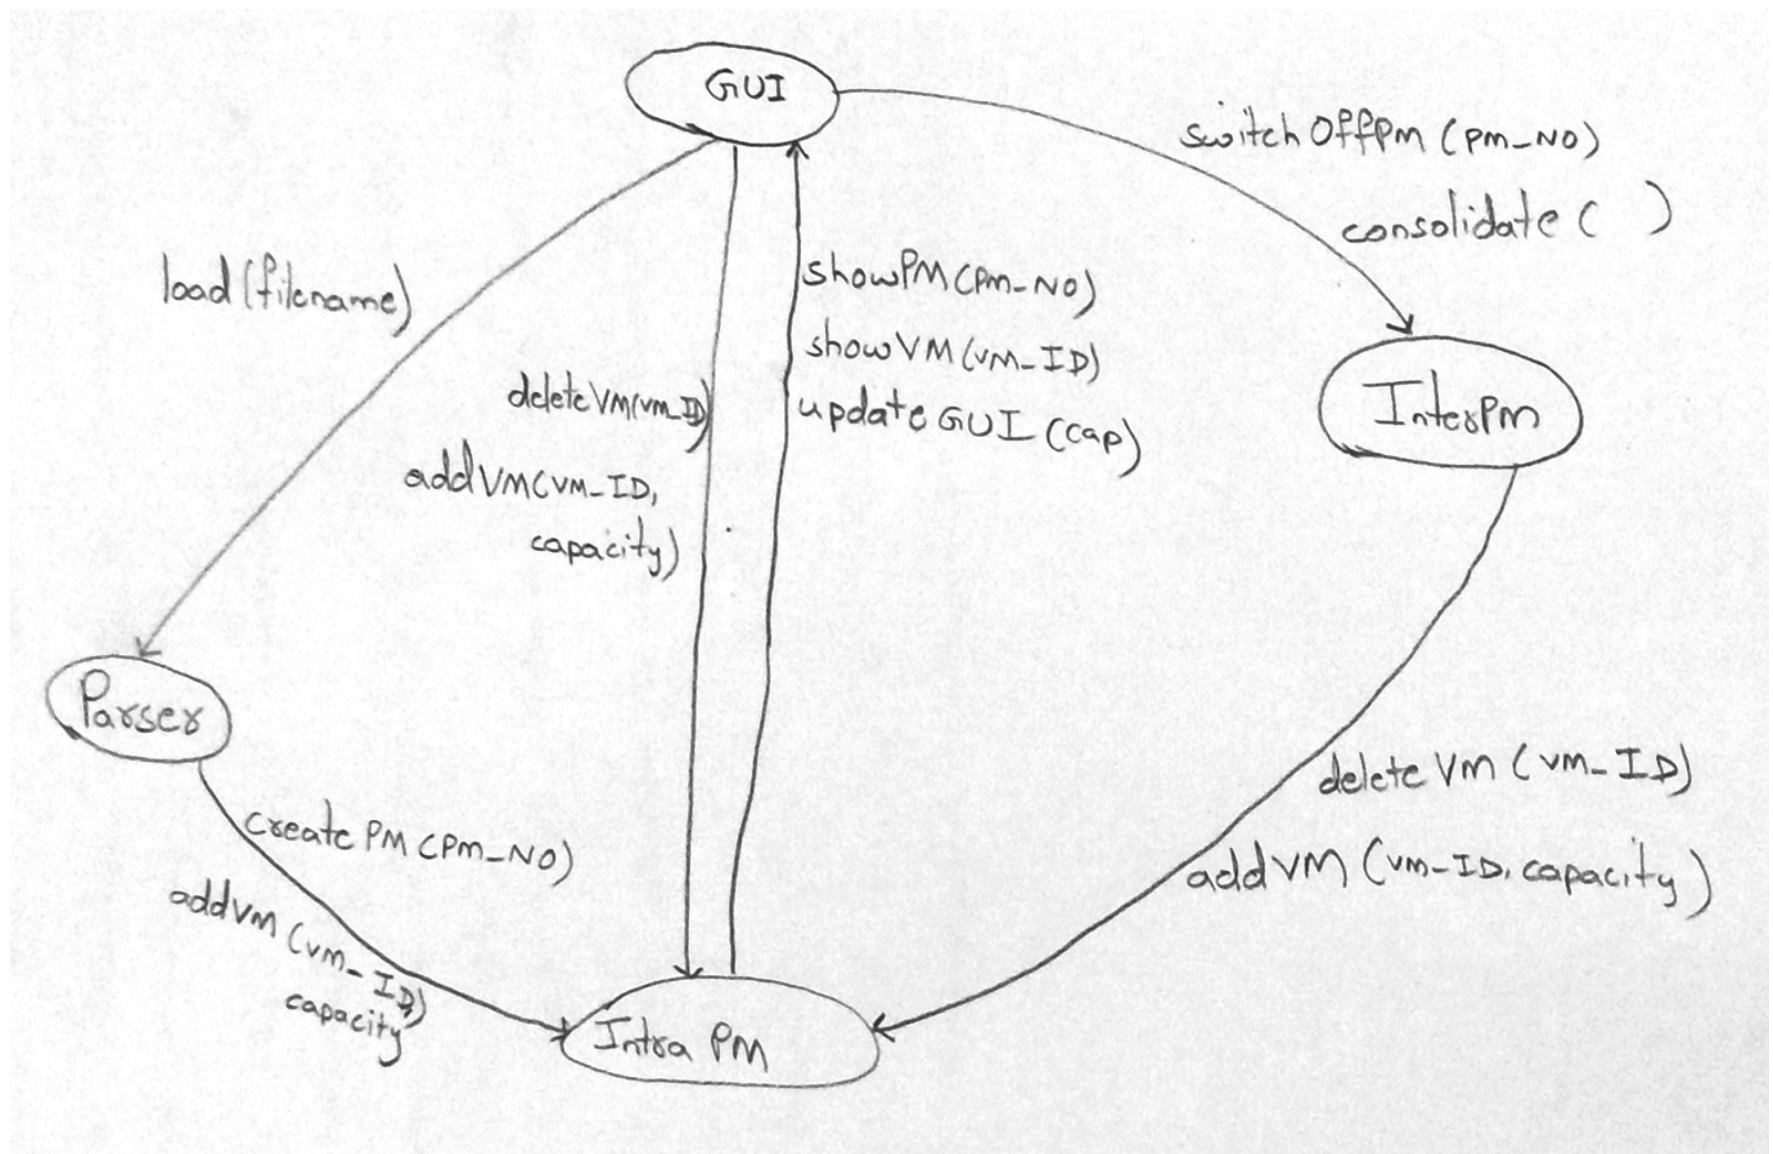 GUI
switchOffPM (PM_NO)
consolidate ( )
load (filename)
showPM (PM_NO)
showVM (VM_ID)
updateGUI (cap)
deleteVM (VM_ID)
addVM (VM_ID,
capacity)
InterPM
Parser
createPM (PM_NO)
addVM (VM_ID,
capacity)
deleteVM (VM_ID)
addVM (VM_ID, capacity)
Intra PM